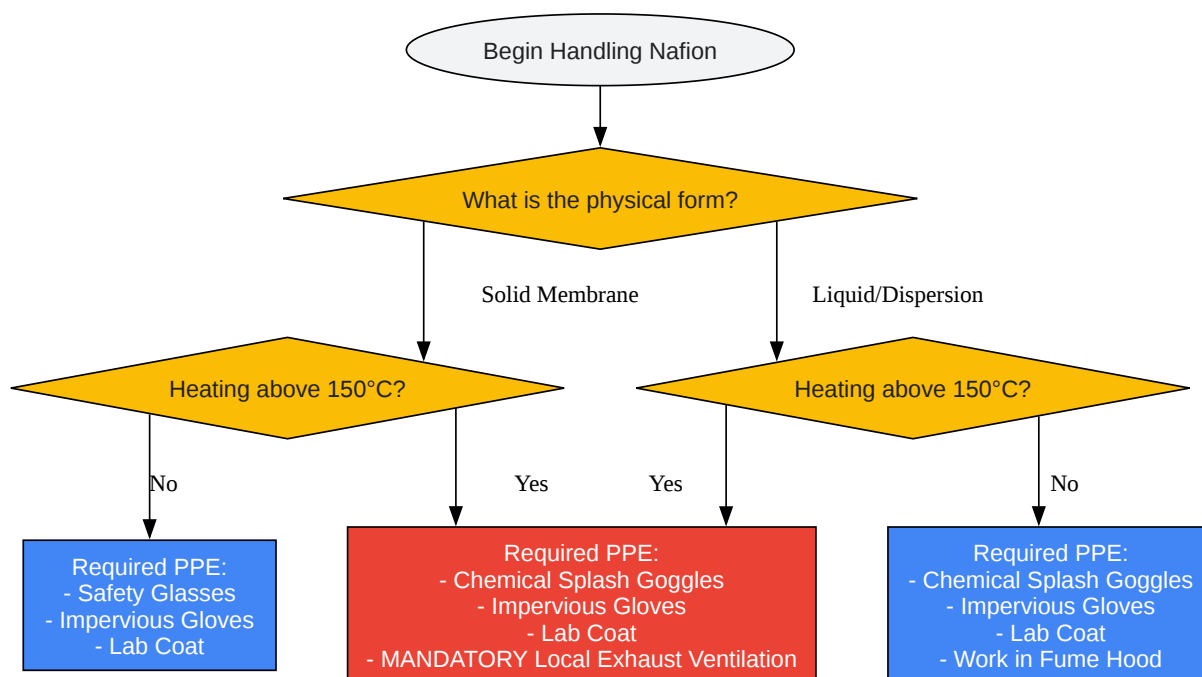 Begin Handling Nafion
What is the physical form?
Solid Membrane
Liquid/Dispersion
Heating above 150°C?
Heating above 150°C?
No
Yes
Yes
No
Required PPE:
- Safety Glasses
- Impervious Gloves
- Lab Coat
Required PPE:
- Chemical Splash Goggles
- Impervious Gloves
- Lab Coat
- MANDATORY Local Exhaust Ventilation
Required PPE:
- Chemical Splash Goggles
- Impervious Gloves
- Lab Coat
- Work in Fume Hood